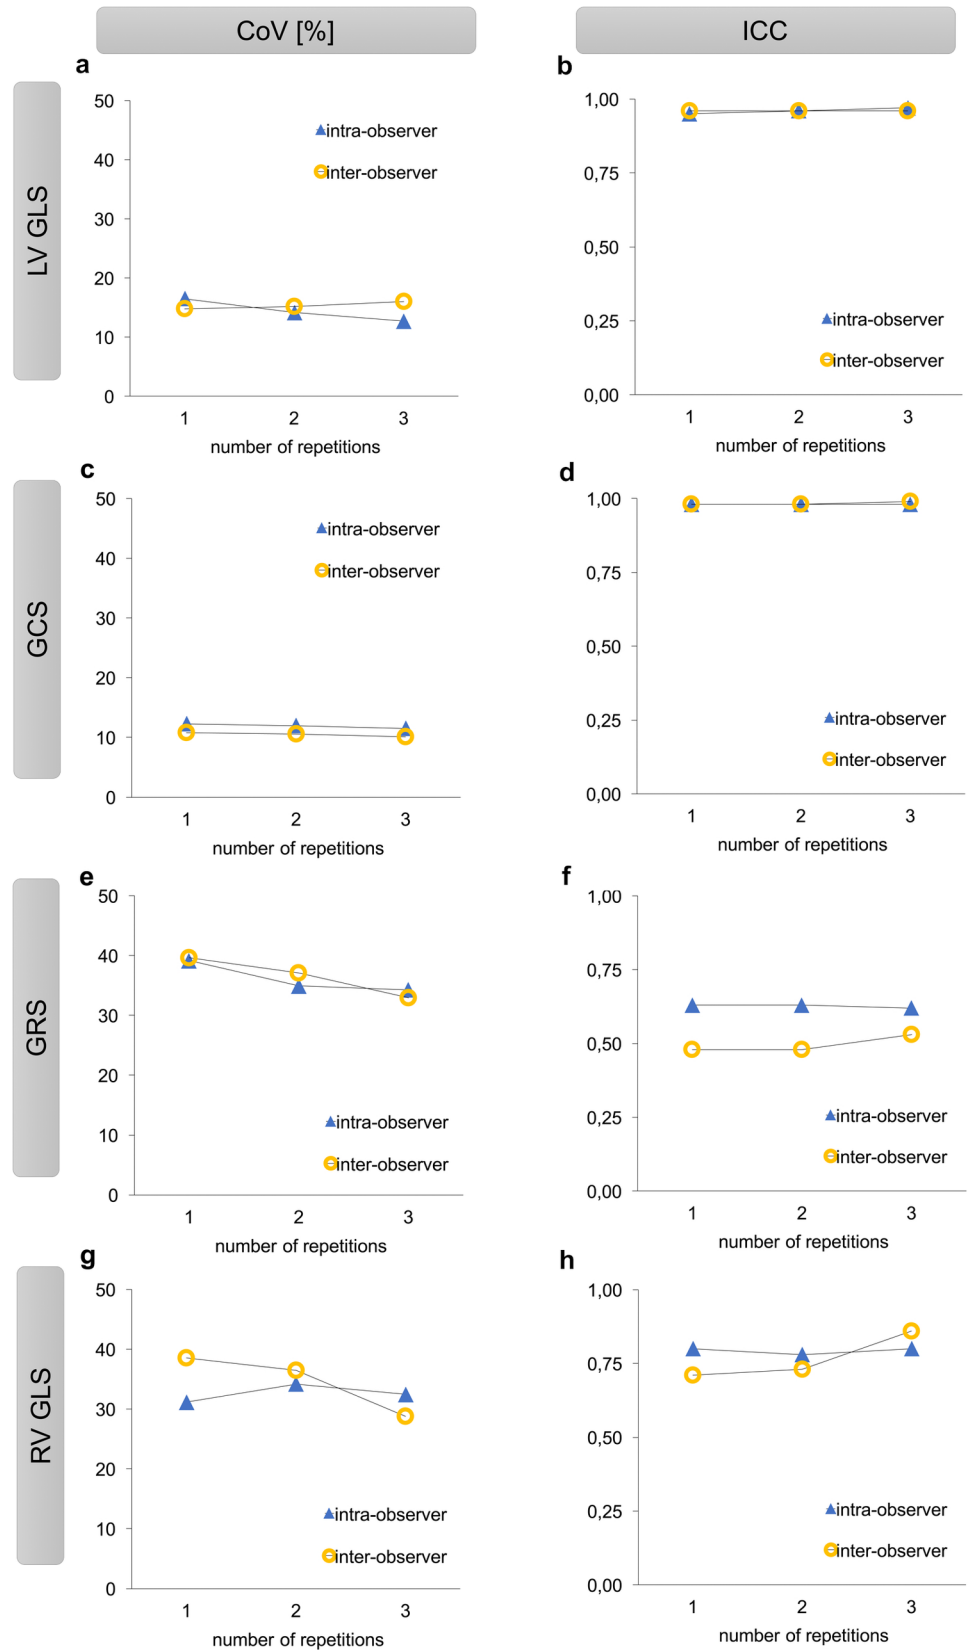 CoV [%]
ICC
LV GLS
a
50
40
30
20
10
0
intra-observer
inter-observer
1 2 3
number of repetitions
b
1,00
0,75
0,50
0,25
0,00
intra-observer
inter-observer
1 2 3
number of repetitions
GCS
c
50
40
30
20
10
0
intra-observer
inter-observer
1 2 3
number of repetitions
d
1,00
0,75
0,50
0,25
0,00
intra-observer
inter-observer
1 2 3
number of repetitions
GRS
e
50
40
30
20
10
0
intra-observer
inter-observer
1 2 3
number of repetitions
f
1,00
0,75
0,50
0,25
0,00
intra-observer
inter-observer
1 2 3
number of repetitions
RV GLS
g
50
40
30
20
10
0
intra-observer
inter-observer
1 2 3
number of repetitions
h
1,00
0,75
0,50
0,25
0,00
intra-observer
inter-observer
1 2 3
number of repetitions